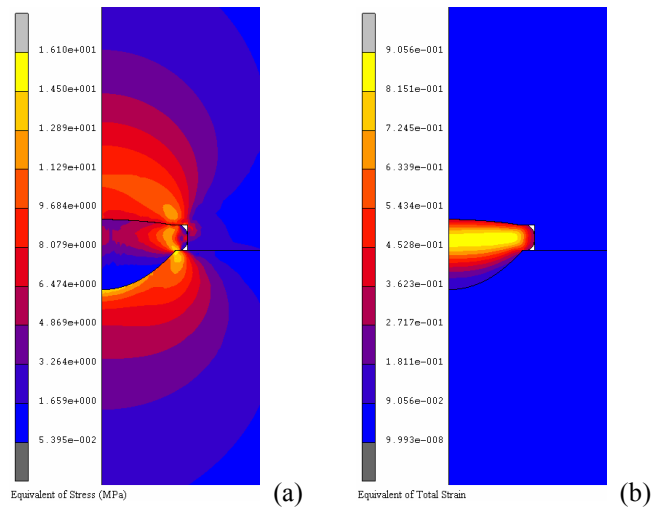 1.610e+001
1.450e+001
1.289e+001
1.129e+001
9.684e+000
8.079e+000
6.474e+000
4.869e+000
3.264e+000
1.659e+000
5.395e-002
Equivalent of Stress (MPa)
(a)
9.056e-001
8.151e-001
7.245e-001
6.339e-001
5.434e-001
4.528e-001
3.623e-001
2.717e-001
1.811e-001
9.056e-002
9.993e-008
Equivalent of Total Strain
(b)